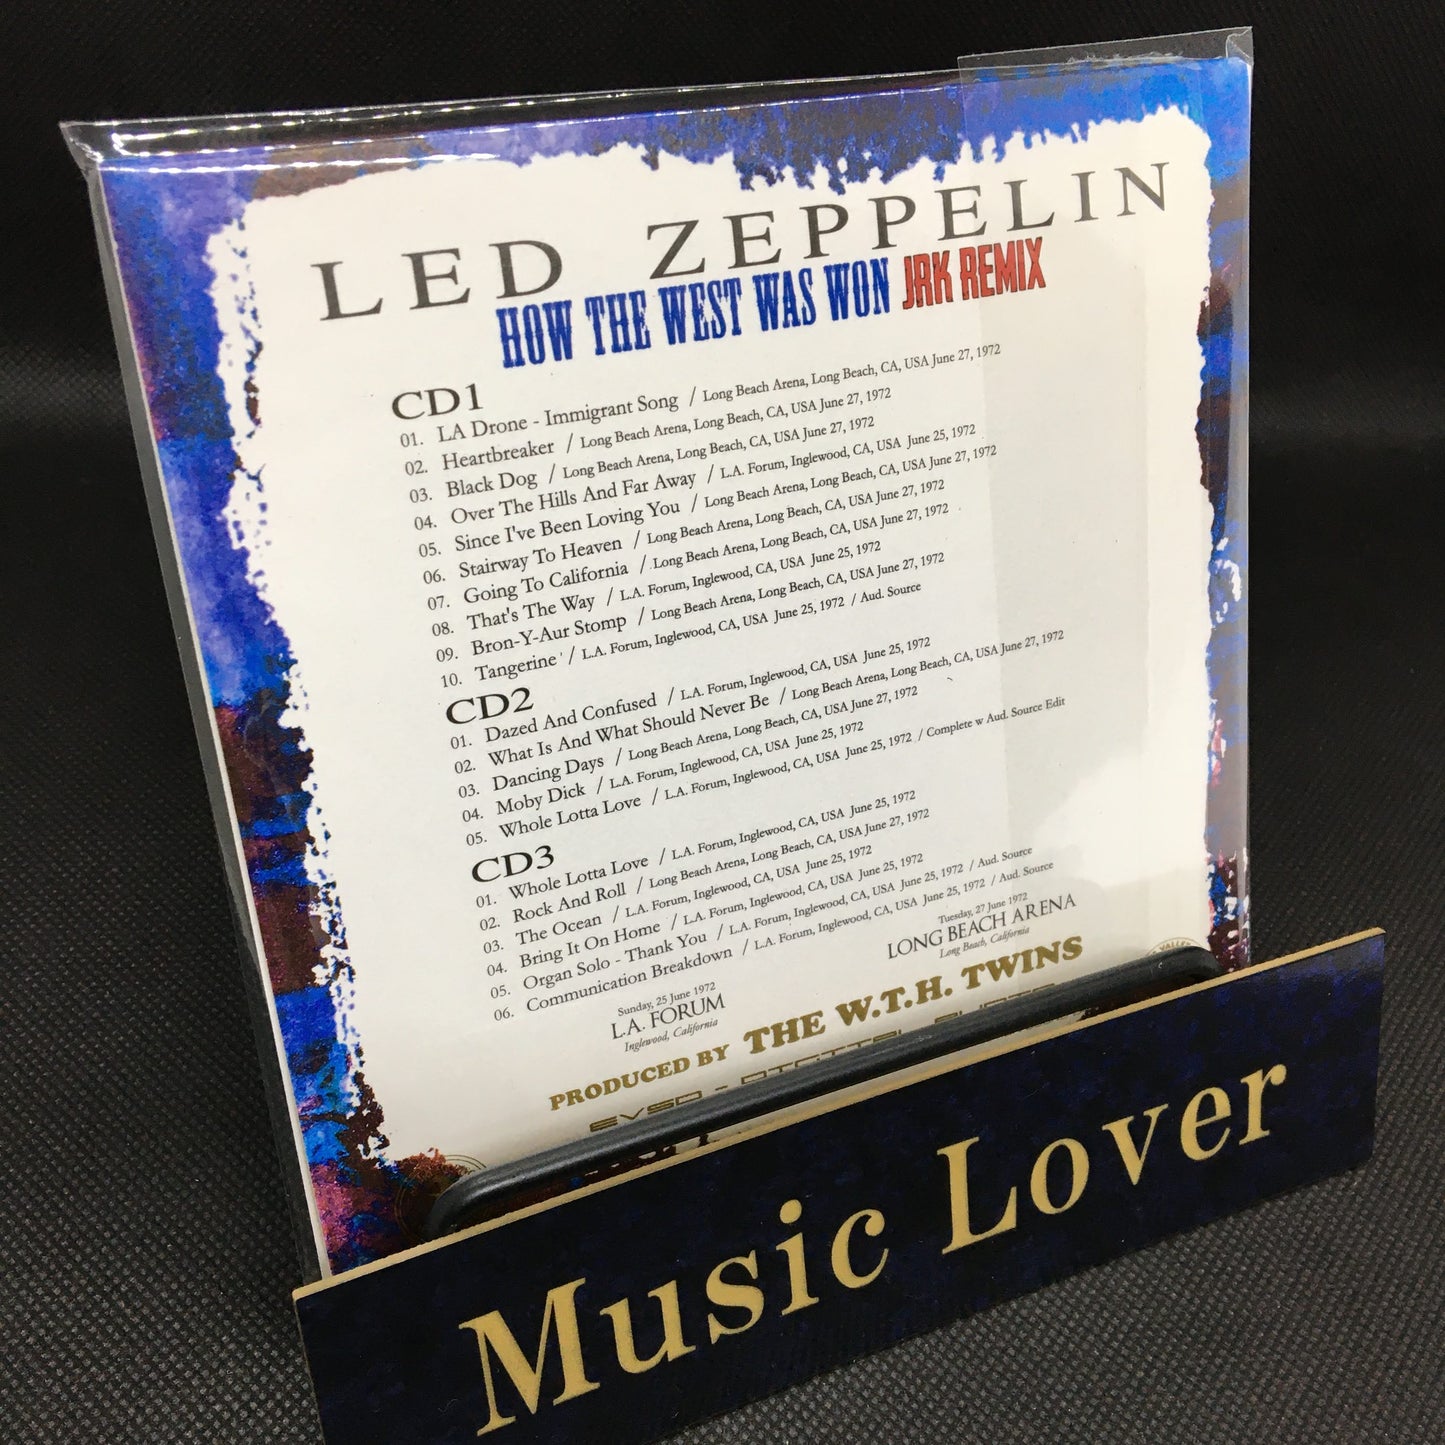 LED ZEPPELIN
HOW THE WEST WAS WON JRK REMIX
CD1
01. LA Drone - Immigrant Song / Long Beach Arena, Long Beach, CA, USA June 27, 1972
02. Heartbreaker / Long Beach Arena, Long Beach, CA, USA June 27, 1972
03. Black Dog / Long Beach Arena, Long Beach, CA, USA June 27, 1972
04. Over The Hills And Far Away / L.A. Forum, Inglewood, CA, USA June 25, 1972
05. Since I've Been Loving You / Long Beach Arena, Long Beach, CA, USA June 27, 1972
06. Stairway To Heaven / Long Beach Arena, Long Beach, CA, USA June 27, 1972
07. Going To California / Long Beach Arena, Long Beach, CA, USA June 27, 1972
08. That's The Way / L.A. Forum, Inglewood, CA, USA June 25, 1972
09. Bron-Y-Aur Stomp / Long Beach Arena, Long Beach, CA, USA June 27, 1972
10. Tangerine / L.A. Forum, Inglewood, CA, USA June 25, 1972 / Aud. Source
CD2
01. Dazed And Confused / L.A. Forum, Inglewood, CA, USA June 25, 1972
02. What Is And What Should Never Be / Long Beach Arena, Long Beach, CA, USA June 27, 1972
03. Dancing Days / Long Beach Arena, Long Beach, CA, USA June 27, 1972
04. Moby Dick / L.A. Forum, Inglewood, CA, USA June 25, 1972
05. Whole Lotta Love / L.A. Forum, Inglewood, CA, USA June 25, 1972 / Complete w Aud. Source Edit
CD3
01. Whole Lotta Love / L.A. Forum, Inglewood, CA, USA June 25, 1972
02. Rock And Roll / Long Beach Arena, Long Beach, CA, USA June 27, 1972
03. The Ocean / L.A. Forum, Inglewood, CA, USA June 25, 1972
04. Bring It On Home / L.A. Forum, Inglewood, CA, USA June 25, 1972
05. Organ Solo - Thank You / L.A. Forum, Inglewood, CA, USA June 25, 1972 / Aud. Source
06. Communication Breakdown / L.A. Forum, Inglewood, CA, USA June 25, 1972 / Aud. Source
Sunday, 25 June 1972
L.A. FORUM
Inglewood, California
Tuesday, 27 June 1972
LONG BEACH ARENA
Long Beach, California
PRODUCED BY THE W.T.H. TWINS
EVSD - DIGITAL
VALLEY
Music Lover